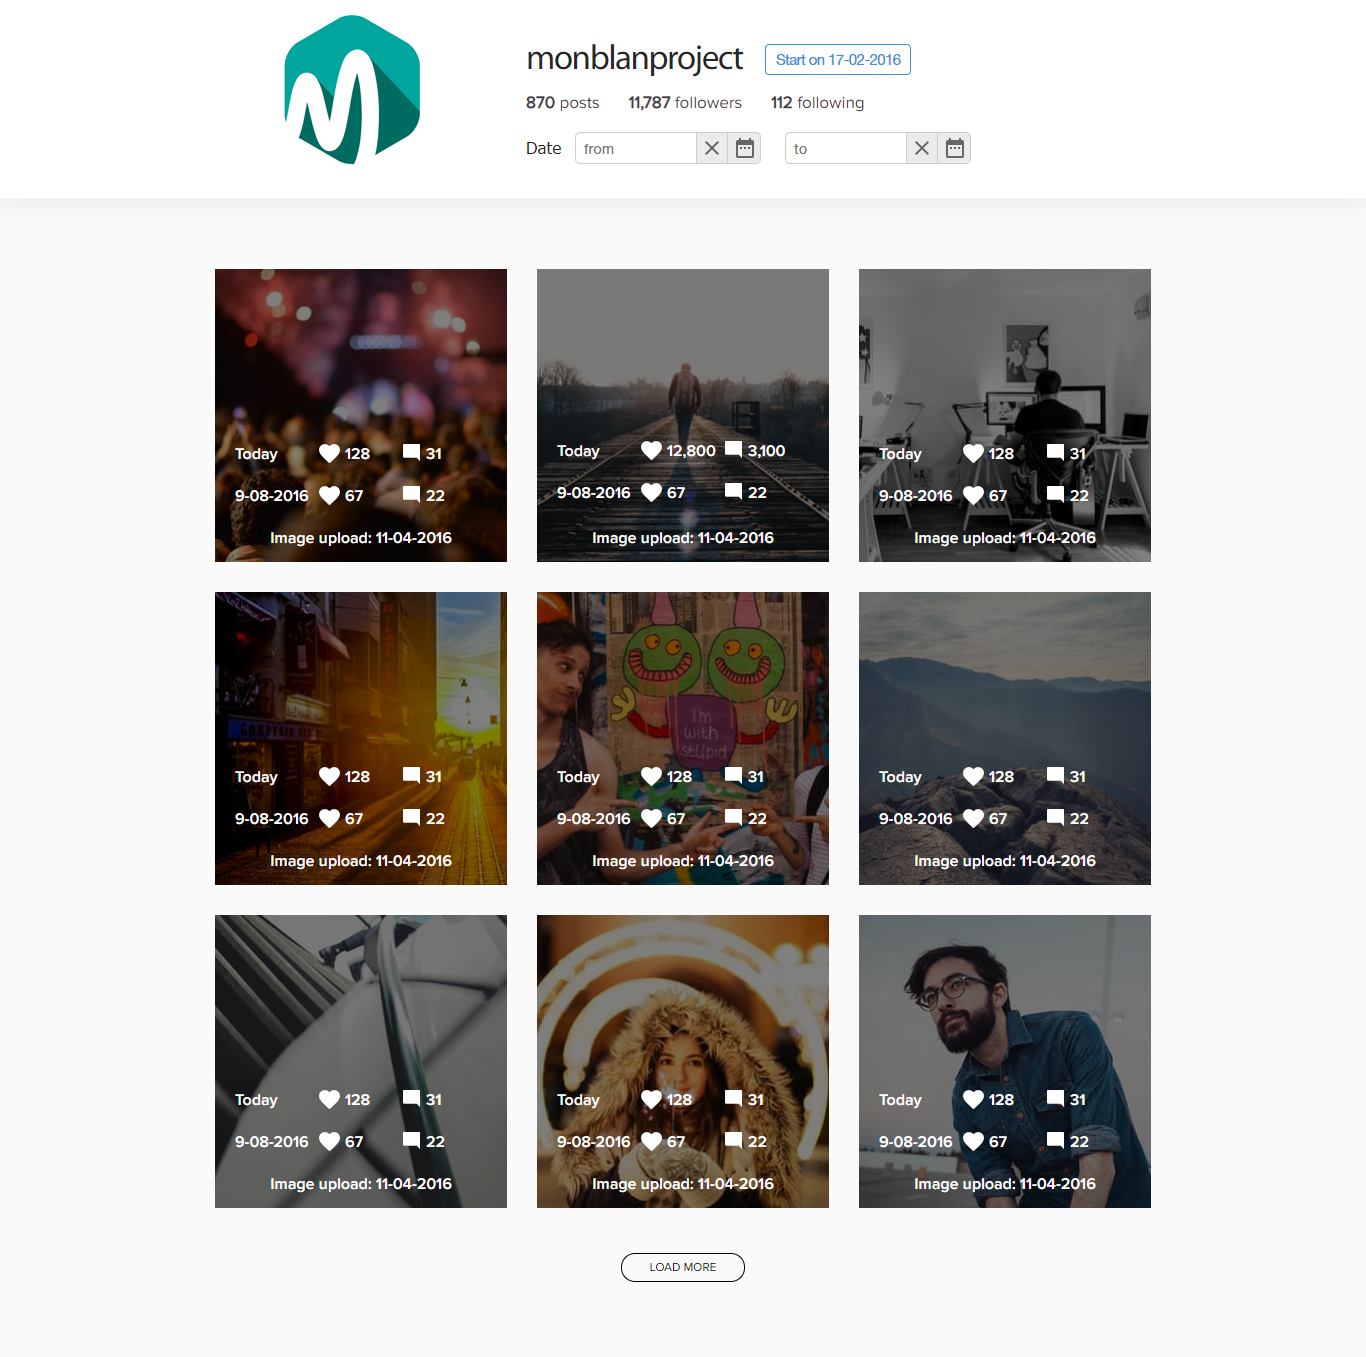 monblanproject Start on 17-02-2016
870 posts 11,787 followers 112 following
Date from to
Today 128 31
9-08-2016 67 22
Image upload: 11-04-2016
Today 12,800 3,100
9-08-2016 67 22
Image upload: 11-04-2016
Today 128 31
9-08-2016 67 22
Image upload: 11-04-2016
Today 128 31
9-08-2016 67 22
Image upload: 11-04-2016
I'm
with
stupid
Today 128 31
9-08-2016 67 22
Image upload: 11-04-2016
Today 128 31
9-08-2016 67 22
Image upload: 11-04-2016
Today 128 31
9-08-2016 67 22
Image upload: 11-04-2016
Today 128 31
9-08-2016 67 22
Image upload: 11-04-2016
Today 128 31
9-08-2016 67 22
Image upload: 11-04-2016
LOAD MORE